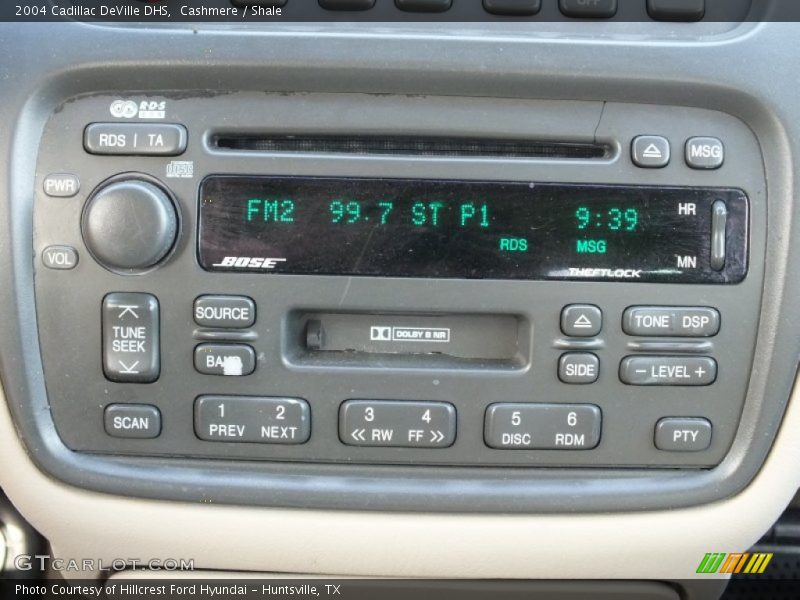 2004 Cadillac DeVille DHS,  Cashmere / Shale
OFF
RDS
RDS | TA
MSG
PWR
FM2 99.7 ST P1 9:39
HR
RDS MSG
VOL
BOSE
THEFTLOCK
MN
TUNE
SEEK
SOURCE
DOLBY B NR
TONE DSP
BAND
SIDE
− LEVEL +
SCAN
1 2
PREV NEXT
3 4
<< RW FF >>
5 6
DISC RDM
PTY
GTCARLOT.COM
Photo Courtesy of Hillcrest Ford Hyundai – Huntsville, TX